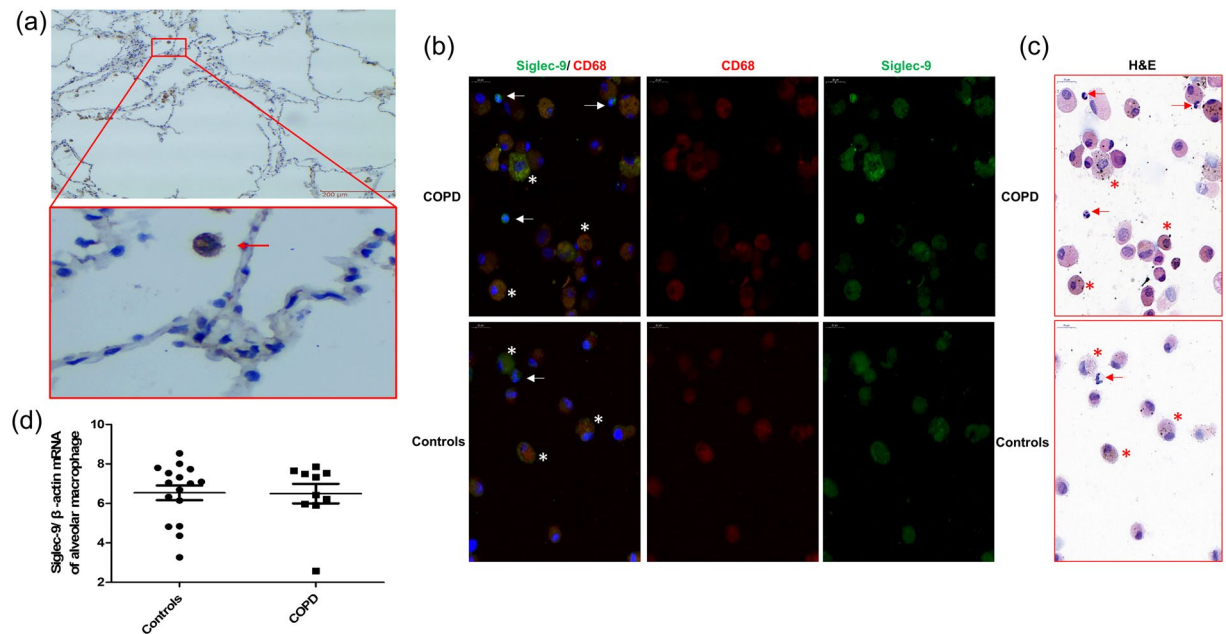 (a)
200 μm
(b)
Siglec-9/ CD68
CD68
Siglec-9
COPD
*
*
*
Controls
*
*
*
(c)
H&E
COPD
*
*
*
Controls
*
*
*
(d)
Siglec-9/ β -actin mRNA
of alveolar macrophage
10
8
6
4
2
Controls
COPD